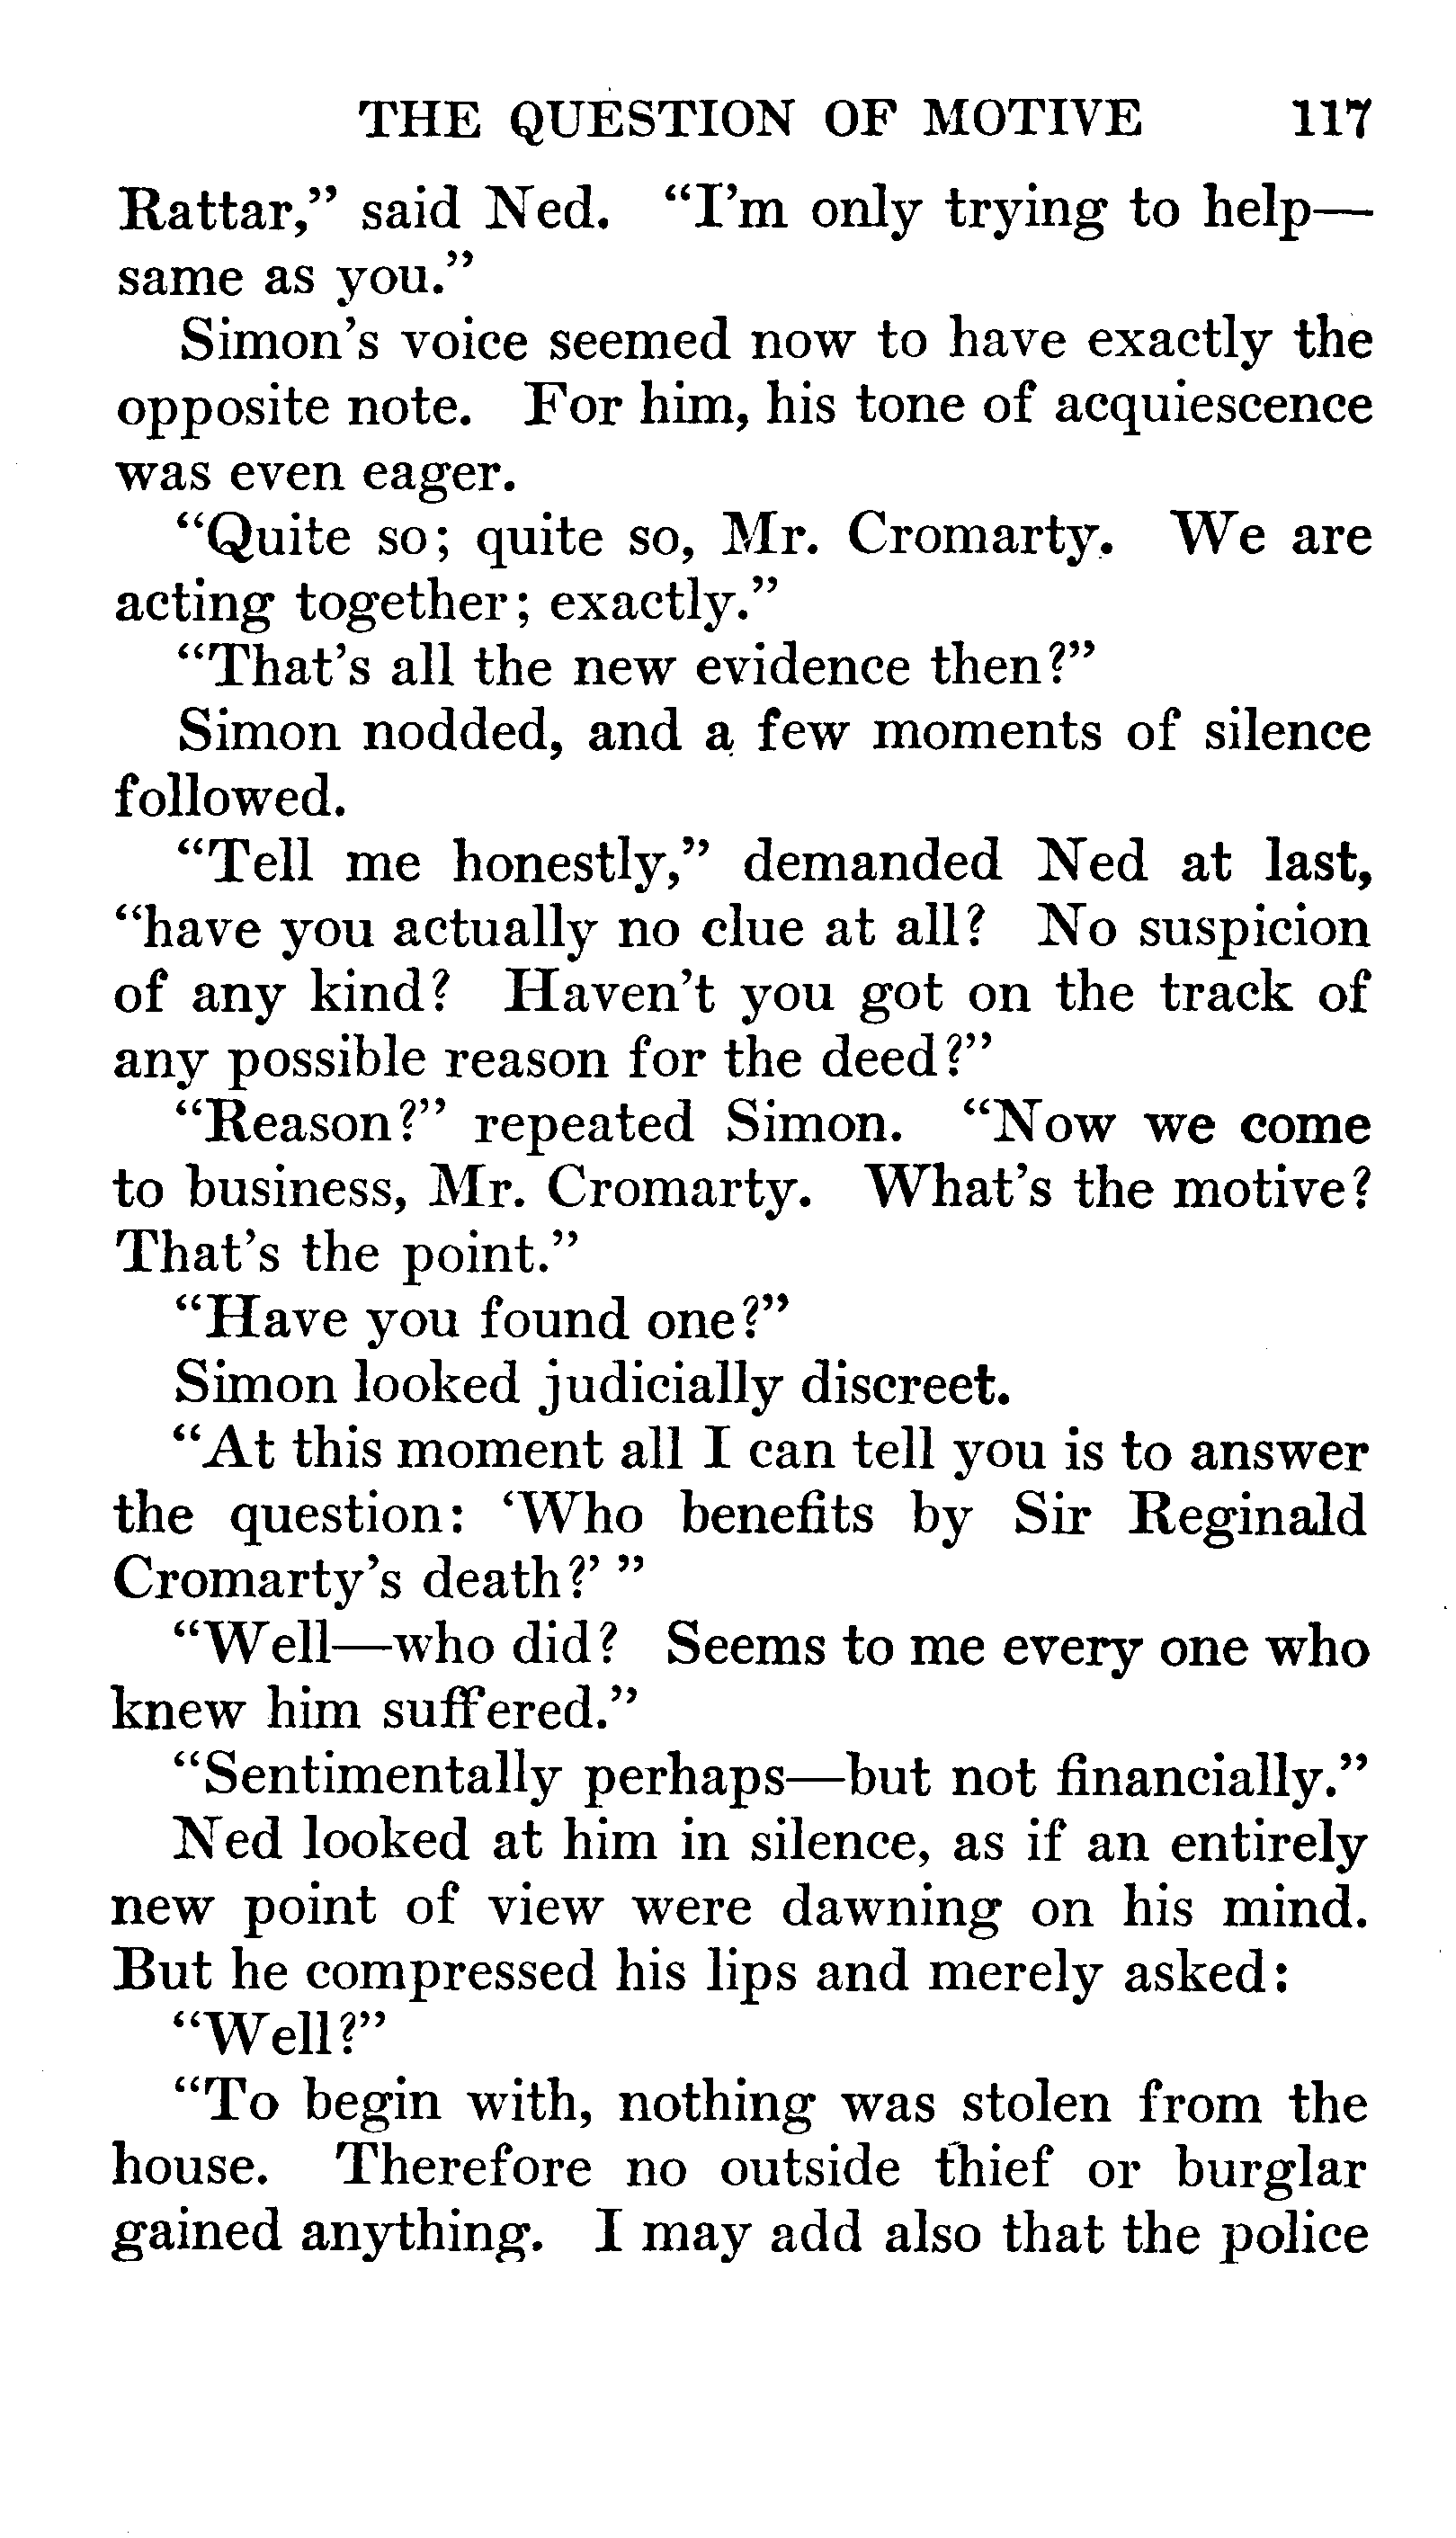 THE QUESTION OF MOTIVE 117
Rattar,” said Ned. “I’m only trying to help—
same as you.”
Simon’s voice seemed now to have exactly the
opposite note. For him, his tone of acquiescence
was even eager.
“Quite so; quite so, Mr. Cromarty. We are
acting together; exactly.”
“That’s all the new evidence then?”
Simon nodded, and a few moments of silence
followed.
“Tell me honestly,” demanded Ned at last,
“have you actually no clue at all? No suspicion
of any kind? Haven’t you got on the track of
any possible reason for the deed?”
“Reason?” repeated Simon. “Now we come
to business, Mr. Cromarty. What’s the motive?
That’s the point.”
“Have you found one?”
Simon looked judicially discreet.
“At this moment all I can tell you is to answer
the question: ‘Who benefits by Sir Reginald
Cromarty’s death?’ ”
“Well—who did? Seems to me every one who
knew him suffered.”
“Sentimentally perhaps—but not financially.”
Ned looked at him in silence, as if an entirely
new point of view were dawning on his mind.
But he compressed his lips and merely asked:
“Well?”
“To begin with, nothing was stolen from the
house. Therefore no outside thief or burglar
gained anything. I may add also that the police